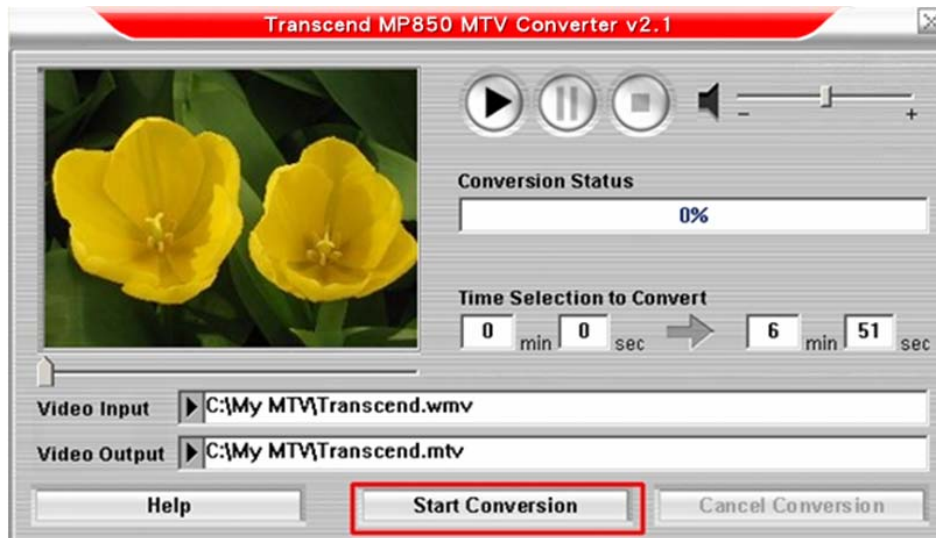 Transcend MP850 MTV Converter v2.1
- +
Conversion Status
0%
Time Selection to Convert
0 min 0 sec 6 min 51 sec
Video Input C:\My MTV\Transcend.wmv
Video Output C:\My MTV\Transcend.mtv
Help Start Conversion Cancel Conversion